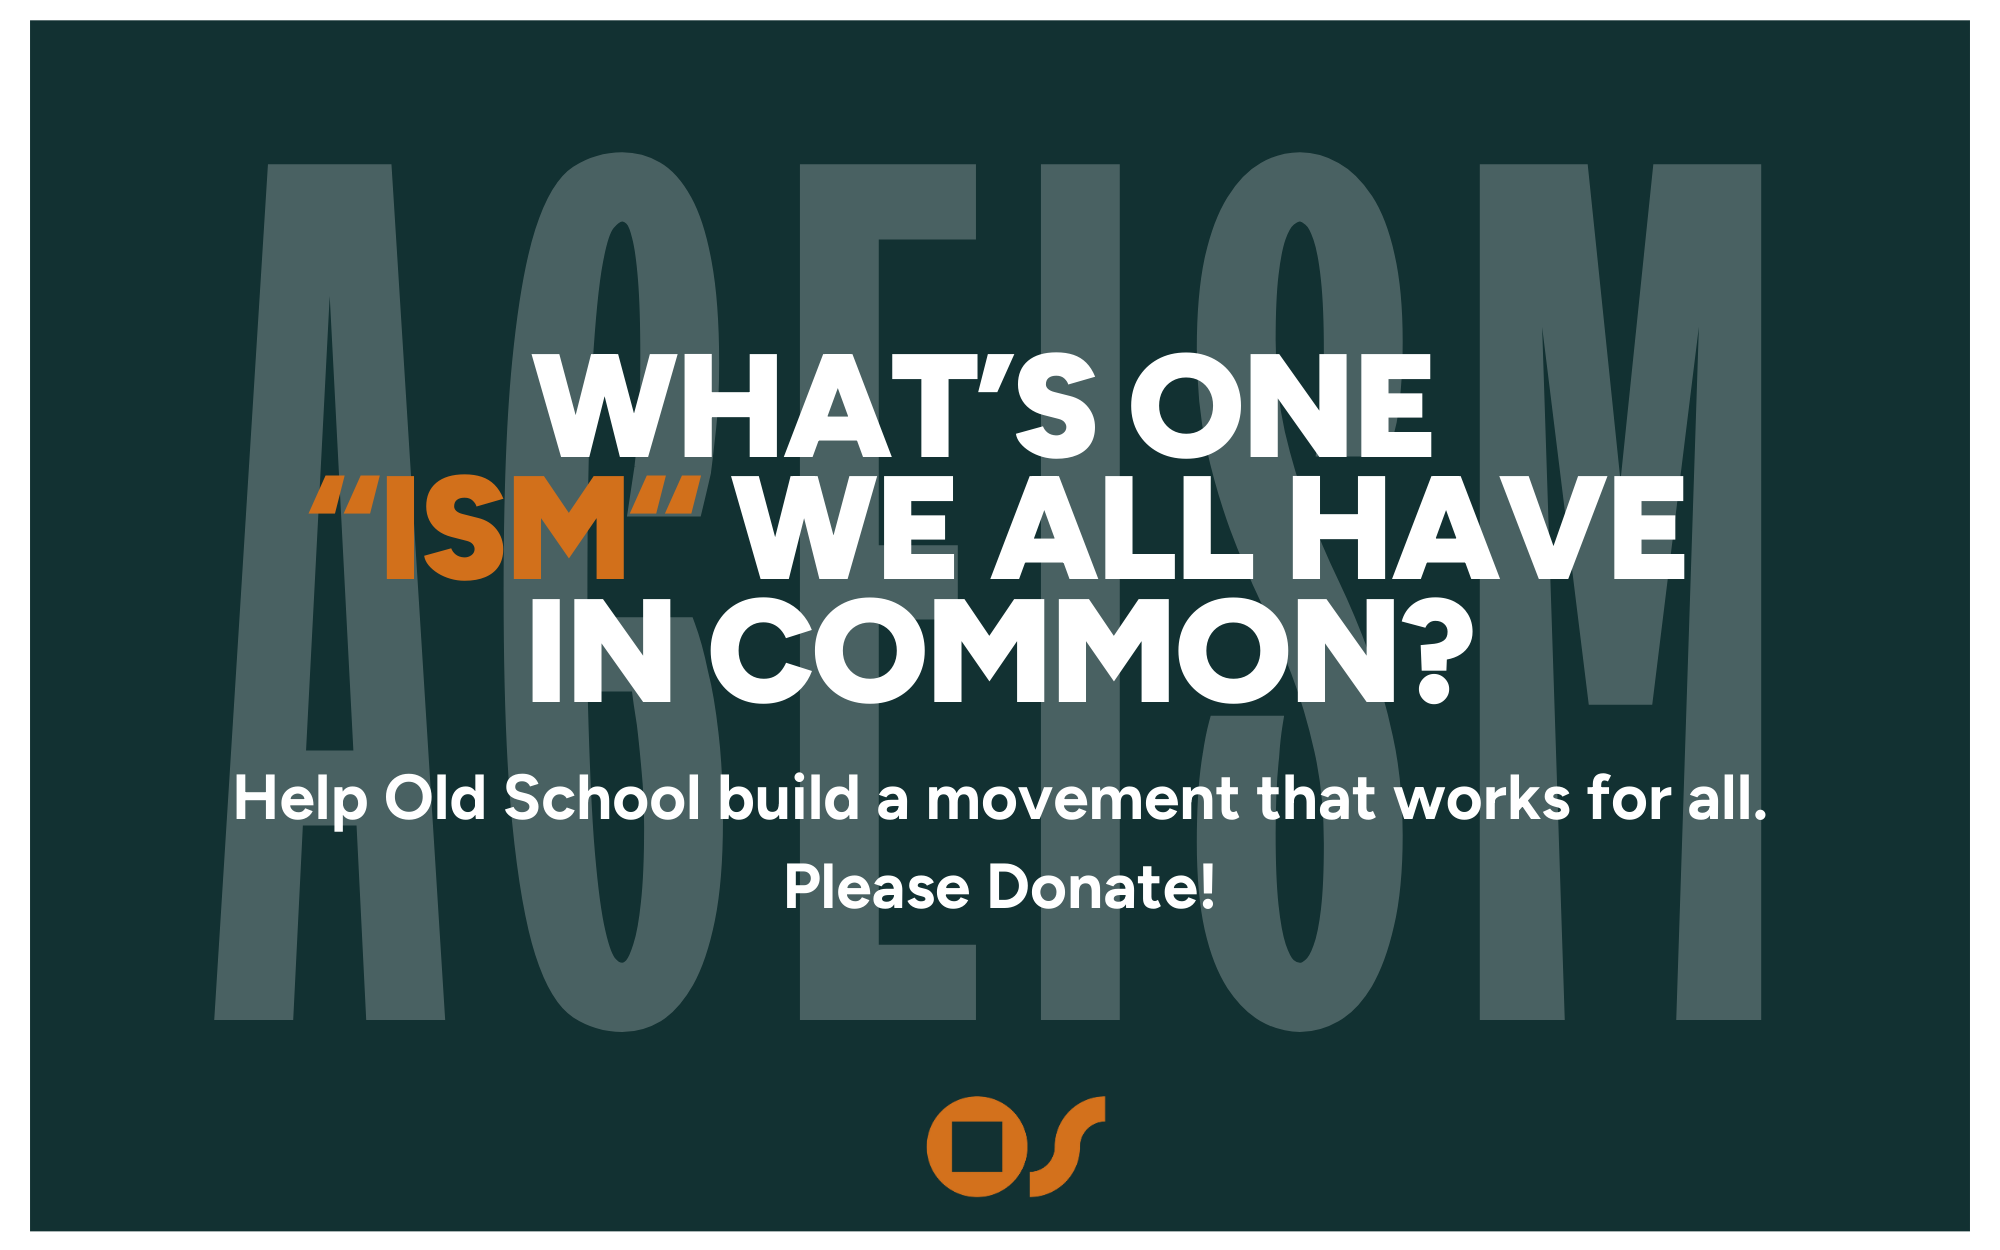 AGEISM
WHAT’S ONE
“ISM“ WE ALL HAVE
IN COMMON?
Help Old School build a movement that works for all.
Please Donate!
OS